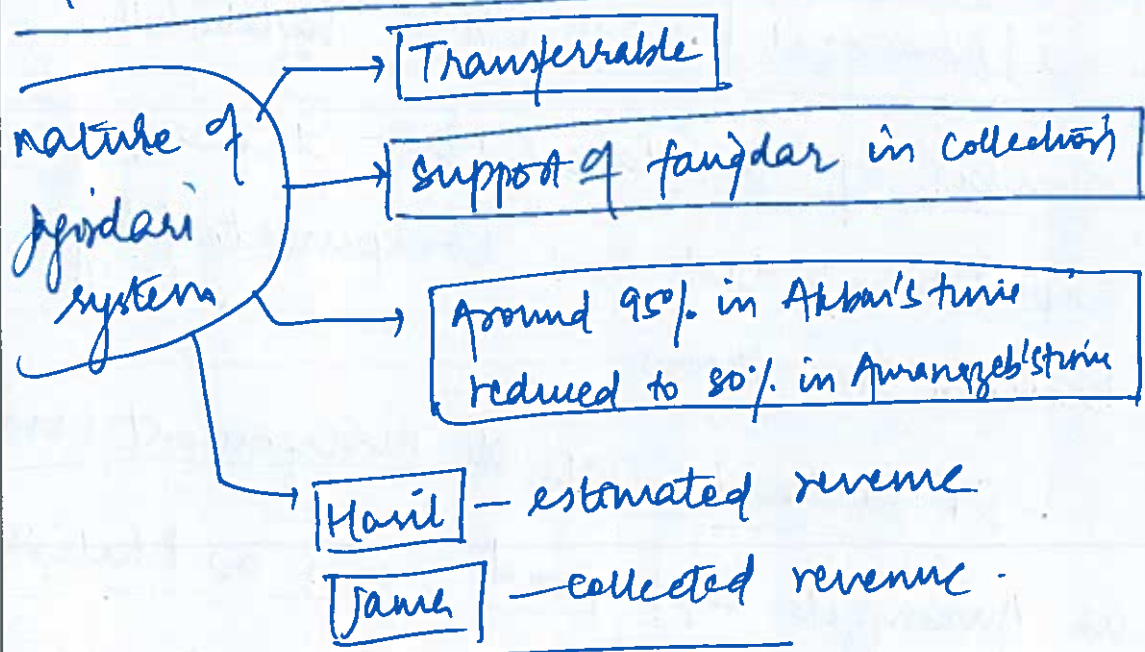 nature of
jagirdari
system
Transferrable
support of faujdar in collection
Around 95% in Akbar's time
reduced to 80% in Aurangzeb's time
Hasil — estimated revenue
Jama — collected revenue.